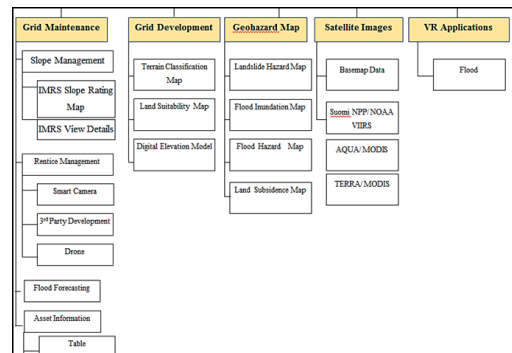 Grid Maintenance
Slope Management
IMRS Slope Rating
Map
IMRS View Details
Rentice Management
Smart Camera
3rd Party Development
Drone
Flood Forecasting
Asset Information
Table
Grid Development
Terrain Classification
Map
Land Suitability Map
Digital Elevation Model
Geohazard Map
Landslide Hazard Map
Flood Inundation Map
Flood Hazard Map
Land Subsidence Map
Satellite Images
Basemap Data
Suomi NPP/ NOAA
VIIRS
AQUA/ MODIS
TERRA/ MODIS
VR Applications
Flood